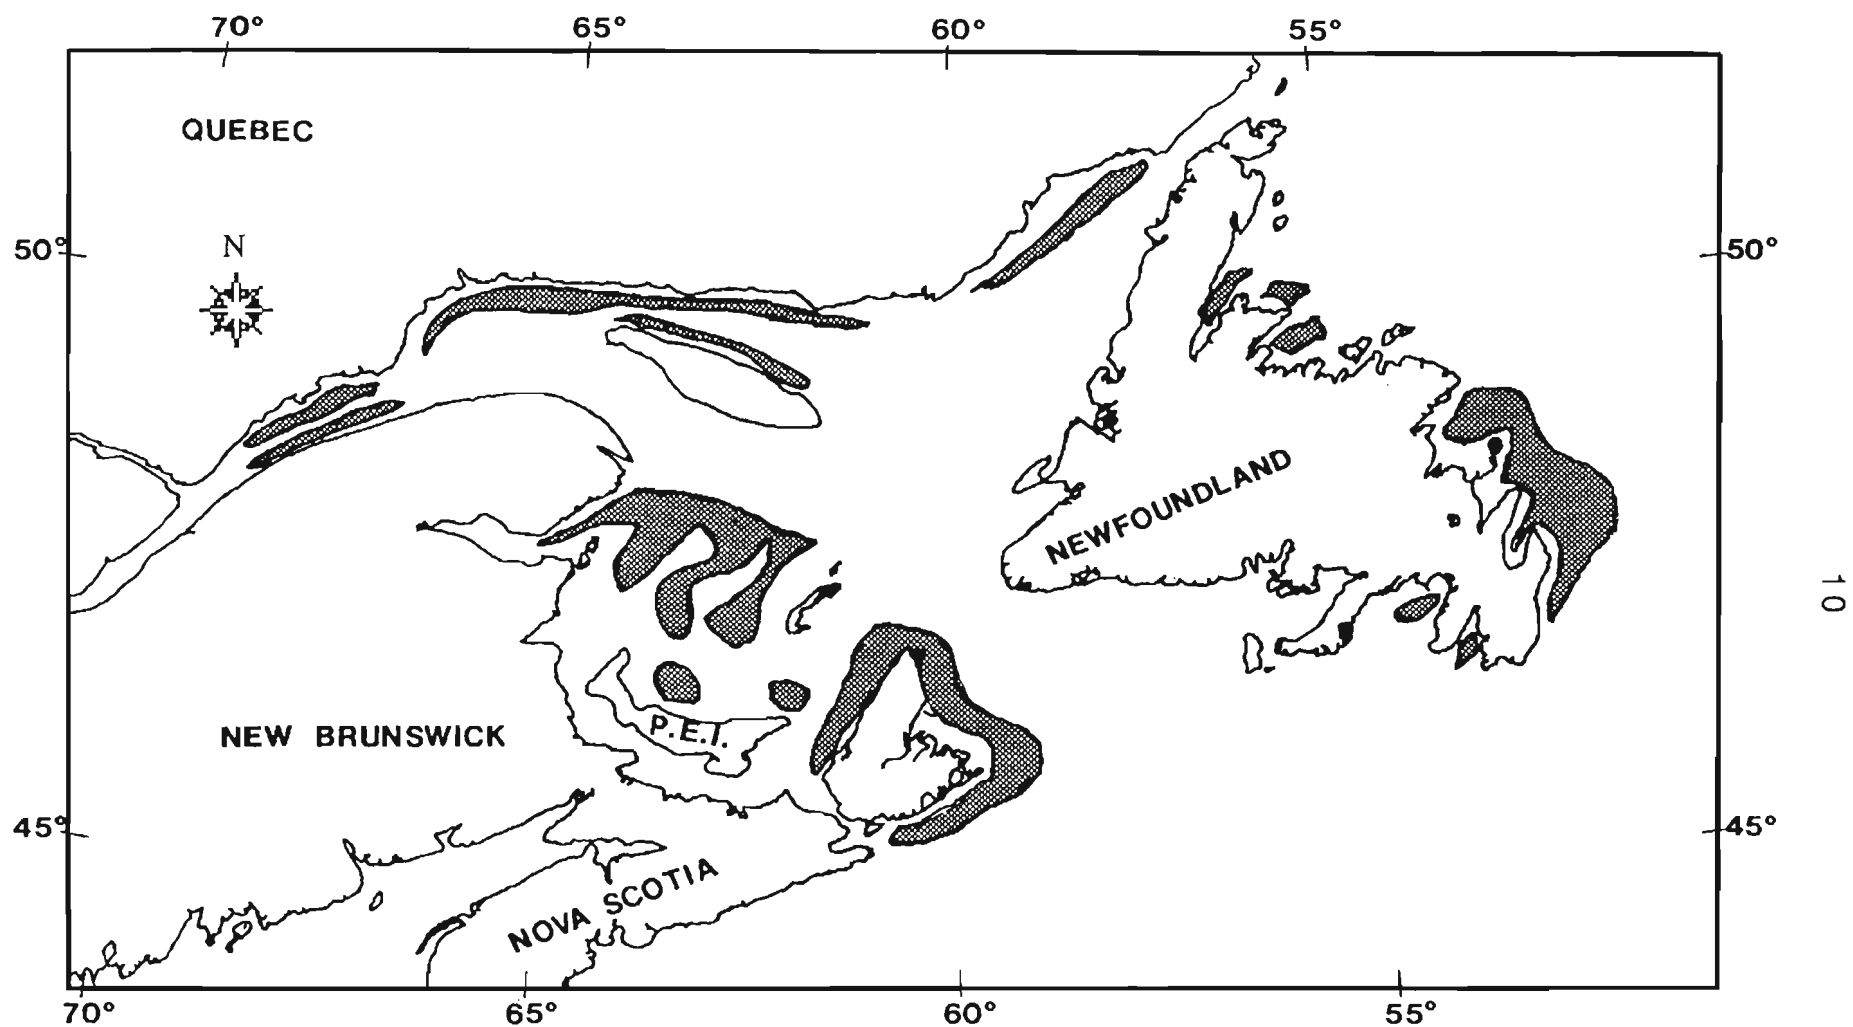 70° 65° 60° 55°
QUEBEC
N
50° 50°
NEWFOUNDLAND
10
P.E.I.
NEW BRUNSWICK
45° 45°
NOVA SCOTIA
70° 65° 60° 55°